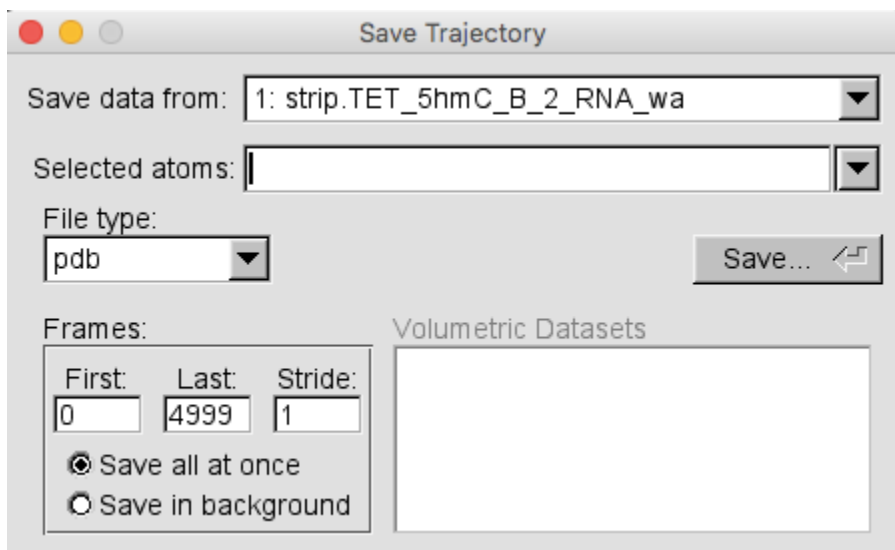 Save Trajectory
Save data from: 1: strip.TET_5hmC_B_2_RNA_wa
Selected atoms:
File type:
pdb
Save...
Frames:
Volumetric Datasets
First: Last: Stride:
0 4999 1
Save all at once
Save in background